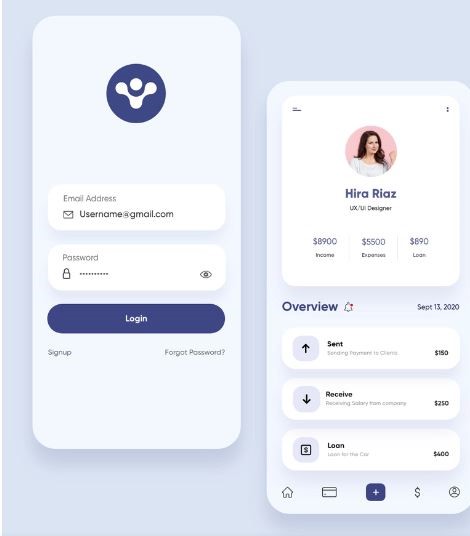 Email Address
Username@gmail.com
Password
Login
Signup
Forgot Password?
Hira Riaz
UX/UI Designer
$8900
$5500
$890
Income
Expenses
Loan
Overview
Sept 13, 2020
Sent
Sending Payment to Clients
$150
Receive
Receiving Salary from company
$250
Loan
Loan for the Car
$400